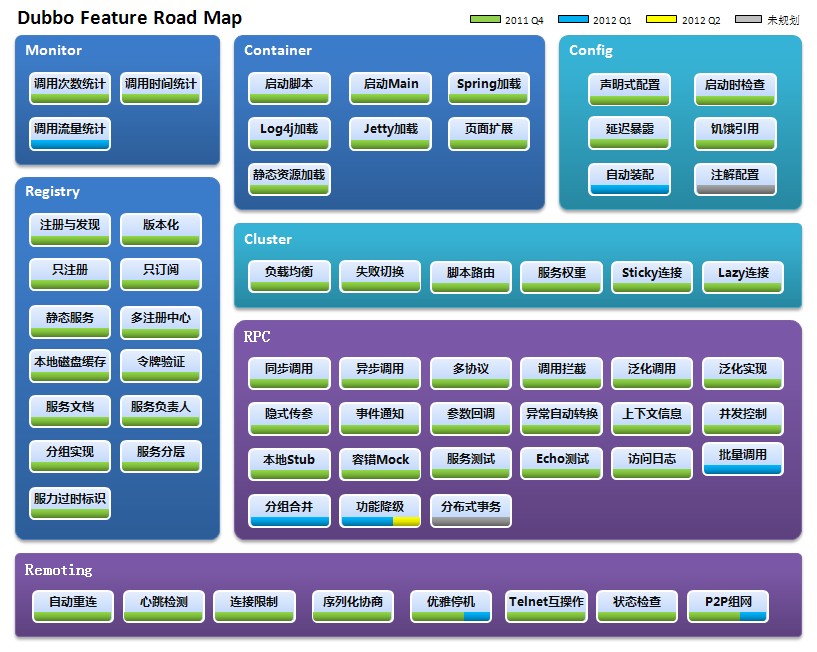 Dubbo Feature Road Map
2011 Q4 2012 Q1 2012 Q2 未规划
Monitor
调用次数统计 调用时间统计
调用流量统计
Container
启动脚本 启动Main Spring加载
Log4j加载 Jetty加载 页面扩展
静态资源加载
Config
声明式配置 启动时检查
延迟暴露 饥饿引用
自动装配 注解配置
Registry
注册与发现 版本化
只注册 只订阅
静态服务 多注册中心
本地磁盘缓存 令牌验证
服务文档 服务负责人
分组实现 服务分层
服力过时标识
Cluster
负载均衡 失败切换 脚本路由 服务权重 Sticky连接 Lazy连接
RPC
同步调用 异步调用 多协议 调用拦截 泛化调用 泛化实现
隐式传参 事件通知 参数回调 异常自动转换 上下文信息 并发控制
本地Stub 容错Mock 服务测试 Echo测试 访问日志 批量调用
分组合并 功能降级 分布式事务
Remoting
自动重连 心跳检测 连接限制 序列化协商 优雅停机 Telnet互操作 状态检查 P2P组网